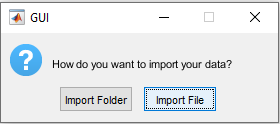 GUI
How do you want to import your data?
Import Folder
Import File